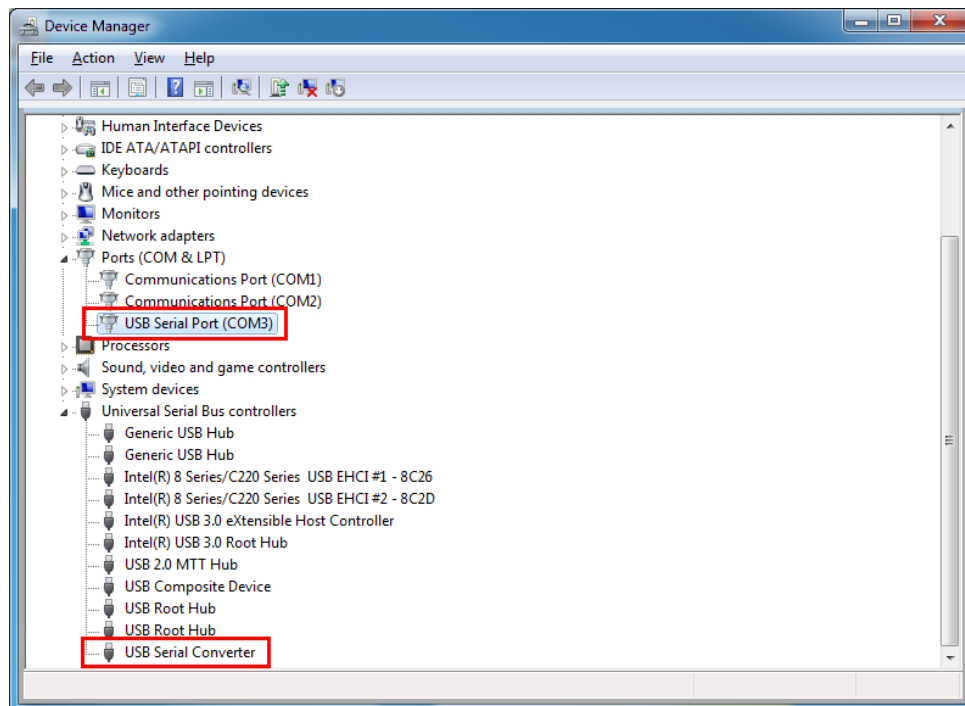 Device Manager
File Action View Help
Human Interface Devices
IDE ATA/ATAPI controllers
Keyboards
Mice and other pointing devices
Monitors
Network adapters
Ports (COM & LPT)
Communications Port (COM1)
Communications Port (COM2)
USB Serial Port (COM3)
Processors
Sound, video and game controllers
System devices
Universal Serial Bus controllers
Generic USB Hub
Generic USB Hub
Intel(R) 8 Series/C220 Series USB EHCI #1 - 8C26
Intel(R) 8 Series/C220 Series USB EHCI #2 - 8C2D
Intel(R) USB 3.0 eXtensible Host Controller
Intel(R) USB 3.0 Root Hub
USB 2.0 MTT Hub
USB Composite Device
USB Root Hub
USB Root Hub
USB Serial Converter